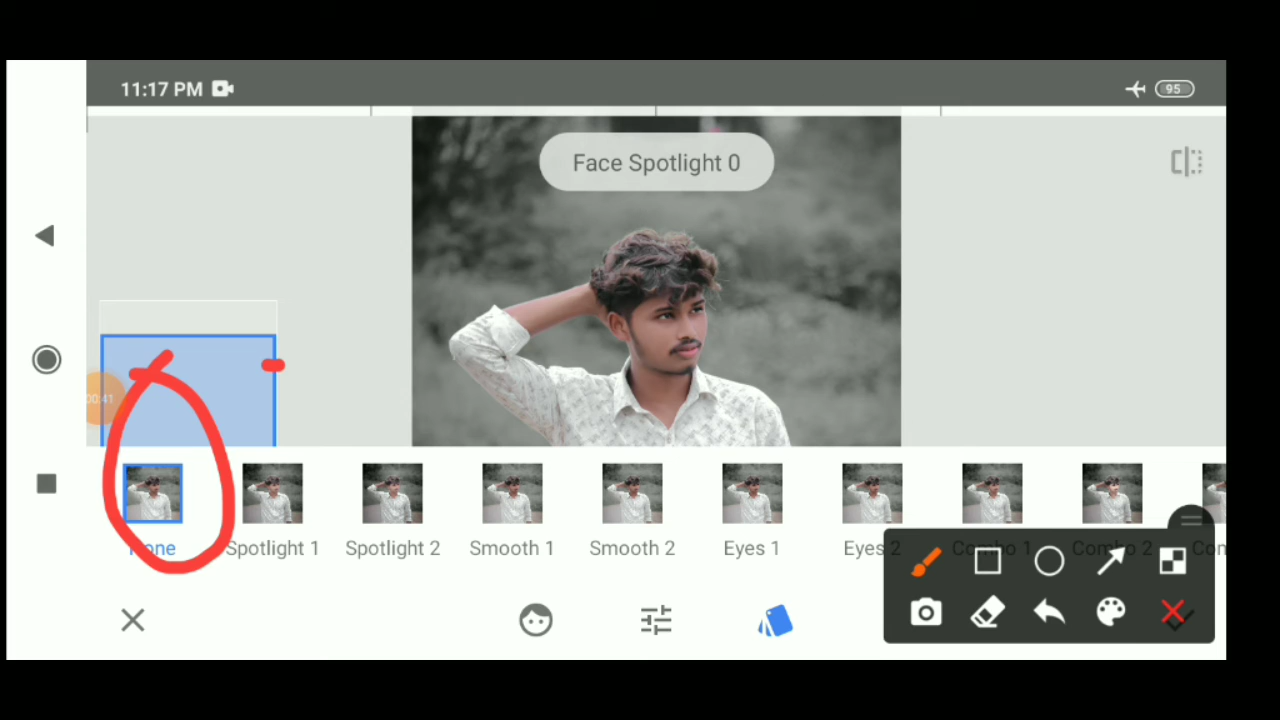 11:17 PM
95
Face Spotlight 0
00:41
None
Spotlight 1
Spotlight 2
Smooth 1
Smooth 2
Eyes 1
Eyes 2
Combo 1
Combo 2